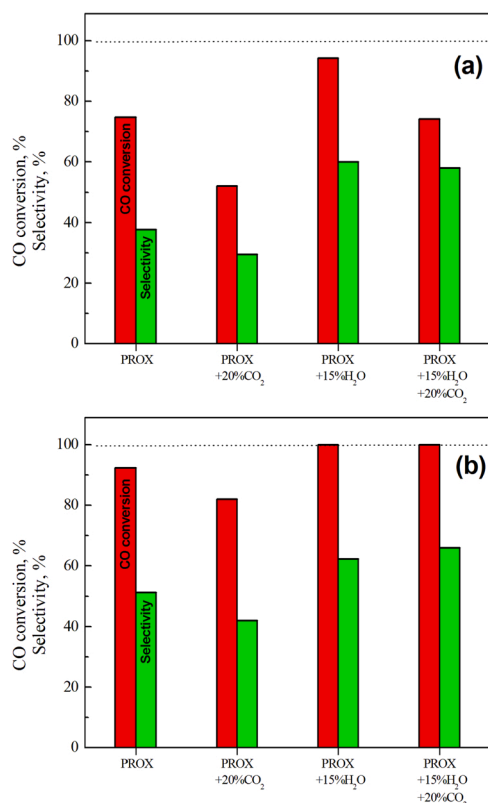 (a)
CO conversion, %
Selectivity, %
100
80
60
40
20
0
CO conversion
Selectivity
PROX
PROX
+20%CO₂
PROX
+15%H₂O
PROX
+15%H₂O
+20%CO₂
(b)
CO conversion, %
Selectivity, %
100
80
60
40
20
0
CO conversion
Selectivity
PROX
PROX
+20%CO₂
PROX
+15%H₂O
PROX
+15%H₂O
+20%CO₂